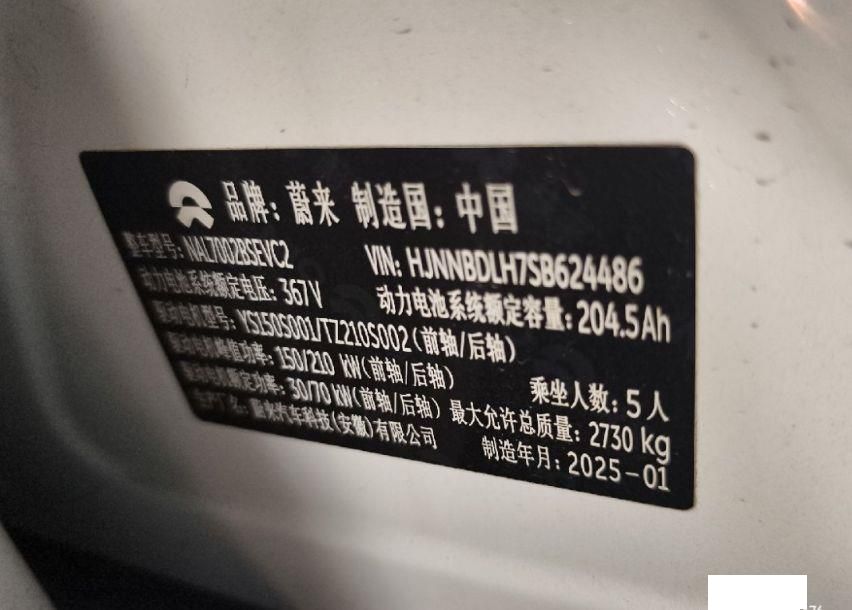 品牌：蔚来 制造国：中国
整车型号：NAL7002BSEVC2 VIN: HJNNBDLH7SB624486
动力电池系统额定电压：367V 动力电池系统额定容量：204.5Ah
驱动电机型号：YS150S001/TZ210S002(前轴/后轴)
驱动电机峰值功率：150/210 kW(前轴/后轴) 乘坐人数：5人
驱动电机额定功率：30/70 kW(前轴/后轴) 最大允许总质量：2730 kg
生产厂名：蔚来汽车科技(安徽)有限公司 制造年月：2025-01